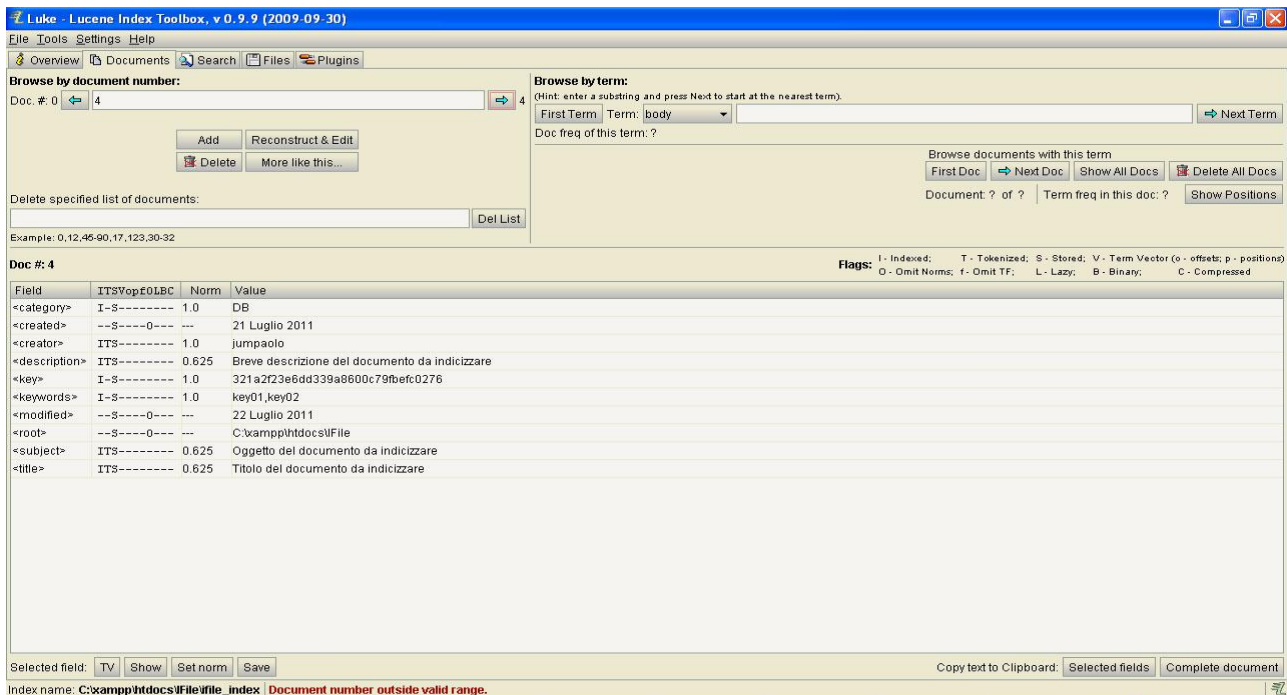 Luke - Lucene Index Toolbox, v 0.9.9 (2009-09-30)
File Tools Settings Help
Overview Documents Search Files Plugins
Browse by document number:
Doc. #: 0 4 4
Add Reconstruct & Edit
Delete More like this...
Delete specified list of documents:
Del List
Example: 0,12,45-90,17,123,30-32
Browse by term:
(Hint: enter a substring and press Next to start at the nearest term).
First Term Term: body Next Term
Doc freq of this term: ?
Browse documents with this term
First Doc Next Doc Show All Docs Delete All Docs
Document: ? of ? Term freq in this doc: ? Show Positions
Doc #: 4
Flags: I - Indexed; T - Tokenized; S - Stored; V - Term Vector (o - offsets; p - positions)
O - Omit Norms; f - Omit TF; L - Lazy; B - Binary; C - Compressed
Field ITSVopfOLBC Norm Value
<category> I-S-------- 1.0 DB
<created> --S----O--- --- 21 Luglio 2011
<creator> ITS-------- 1.0 jumpaolo
<description> ITS-------- 0.625 Breve descrizione del documento da indicizzare
<key> I-S-------- 1.0 321a2f23e6dd339a8600c79fbefc0276
<keywords> I-S-------- 1.0 key01,key02
<modified> --S----O--- --- 22 Luglio 2011
<root> --S----O--- --- C:\xampp\htdocs\IFile
<subject> ITS-------- 0.625 Oggetto del documento da indicizzare
<title> ITS-------- 0.625 Titolo del documento da indicizzare
Selected field: TV Show Set norm Save Copy text to Clipboard: Selected fields Complete document
Index name: C:\xampp\htdocs\IFile\ifile_index Document number outside valid range.